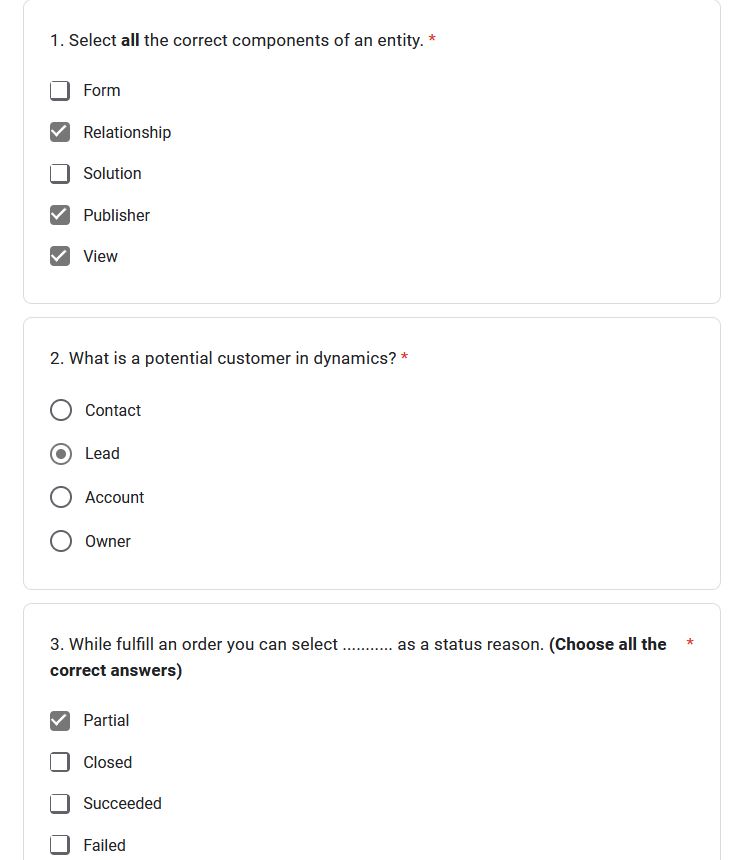 1. Select all the correct components of an entity. *
Form
Relationship
Solution
Publisher
View
2. What is a potential customer in dynamics? *
Contact
Lead
Account
Owner
3. While fulfill an order you can select ........... as a status reason. (Choose all the *
correct answers)
Partial
Closed
Succeeded
Failed